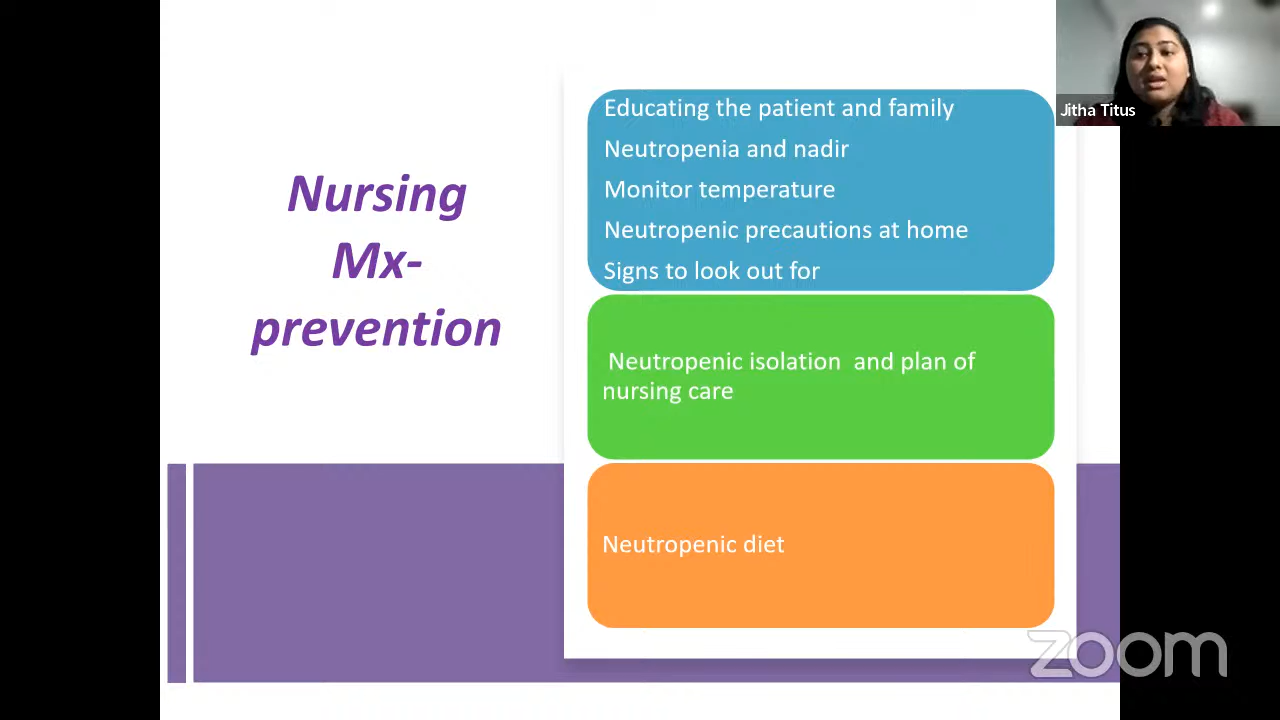 Nursing
Mx-
prevention
Educating the patient and family
Neutropenia and nadir
Monitor temperature
Neutropenic precautions at home
Signs to look out for
Neutropenic isolation  and plan of
nursing care
Neutropenic diet
Jitha Titus
zoom